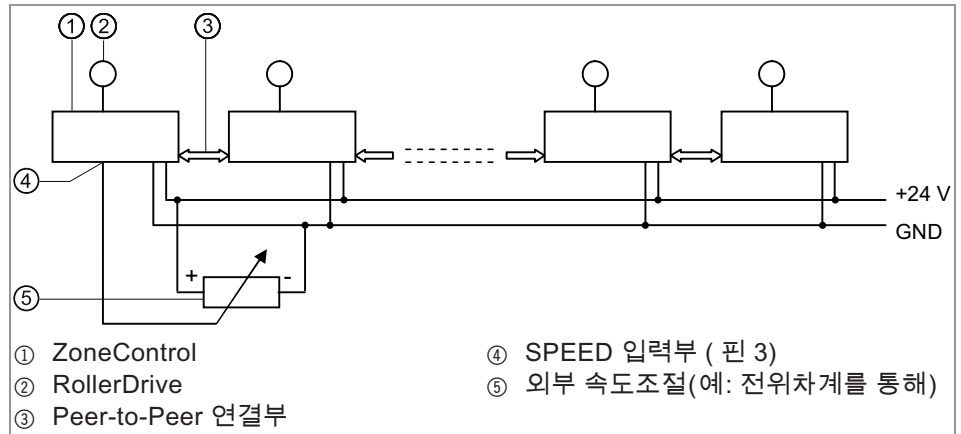 ① ② ③
④
+24 V
GND
+ -
⑤
① ZoneControl
② RollerDrive
③ Peer-to-Peer 연결부
④ SPEED 입력부 ( 핀 3)
⑤ 외부 속도조절(예: 전위차계를 통해)